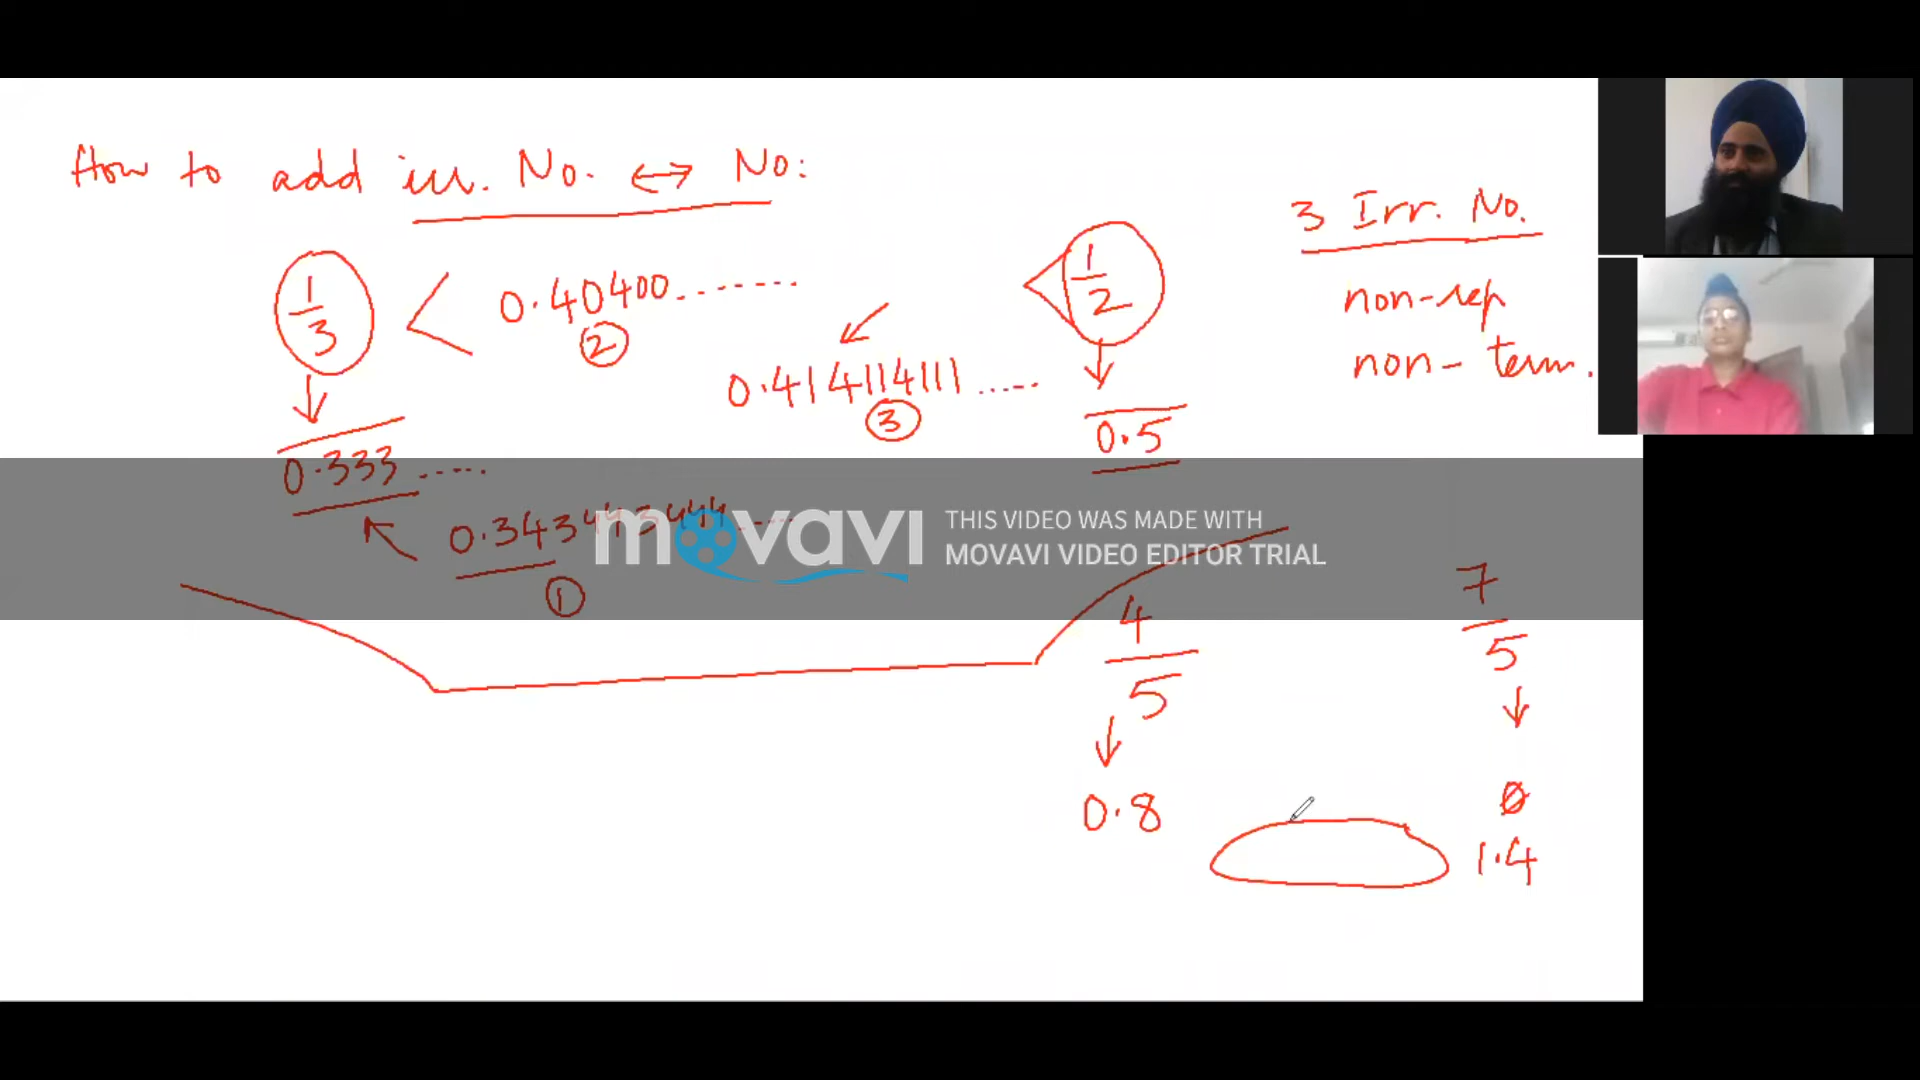 How to add irr. No. ↔ No:
3 Irr. No.
non-rep
non- term.
1/3 < 0.40400.......
②
1/2
0.414114111.....
③
0.5
0.333.....
0.343443444....
①
movavi
THIS VIDEO WAS MADE WITH
MOVAVI VIDEO EDITOR TRIAL
4/5
7/5
0.8
0
1.4